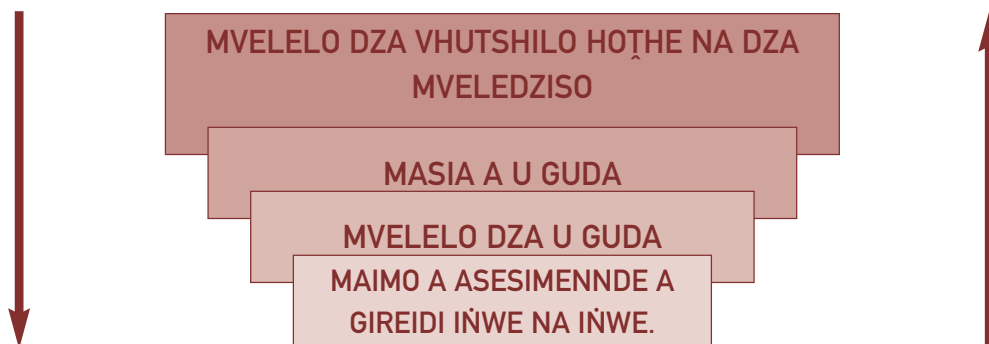 MVELELO DZA VHUTSHILO HOṰHE NA DZA
MVELEDZISO
MASIA A U GUDA
MVELELO DZA U GUDA
MAIMO A ASESIMENNDE A
GIREIDI IṄWE NA IṄWE.